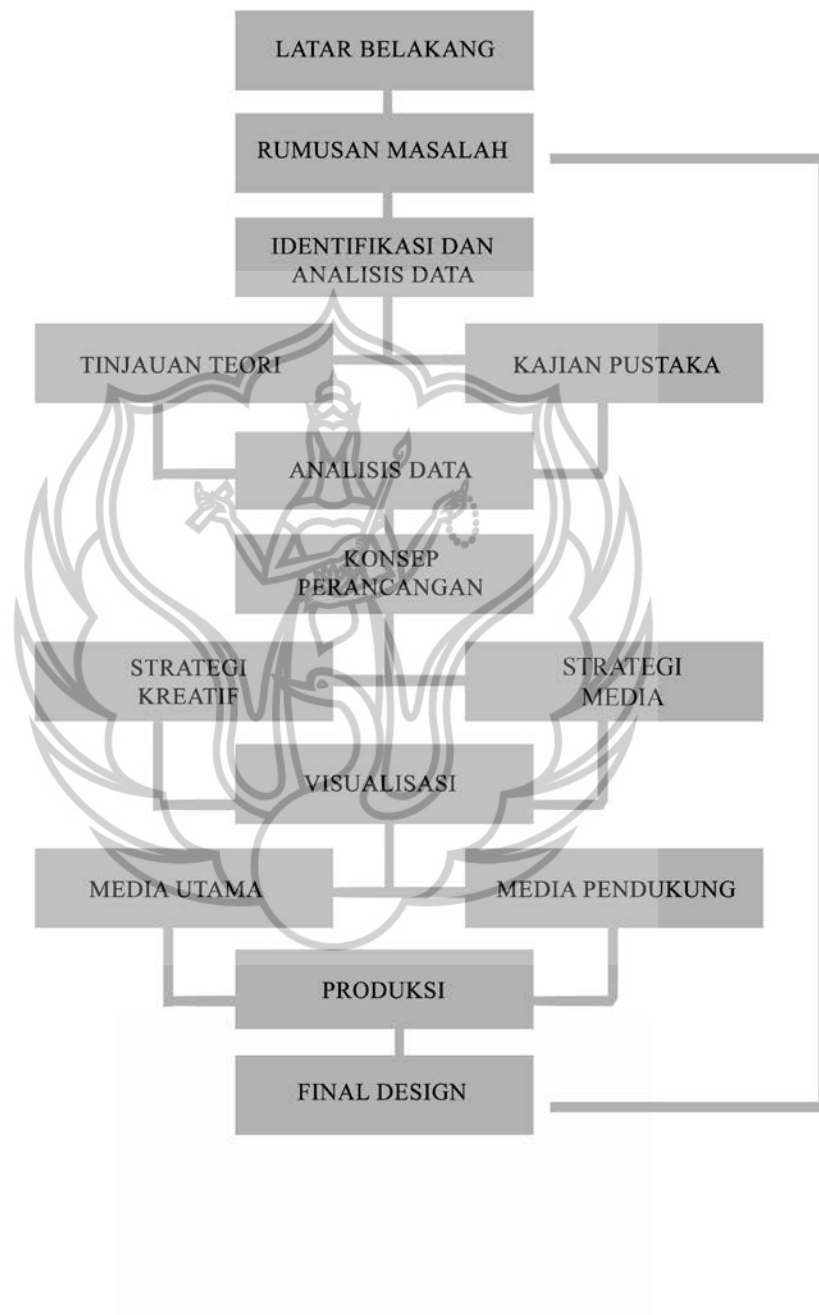 LATAR BELAKANG
RUMUSAN MASALAH
IDENTIFIKASI DAN
ANALISIS DATA
TINJAUAN TEORI
KAJIAN PUSTAKA
ANALISIS DATA
KONSEP
PERANCANGAN
STRATEGI
KREATIF
STRATEGI
MEDIA
VISUALISASI
MEDIA UTAMA
MEDIA PENDUKUNG
PRODUKSI
FINAL DESIGN